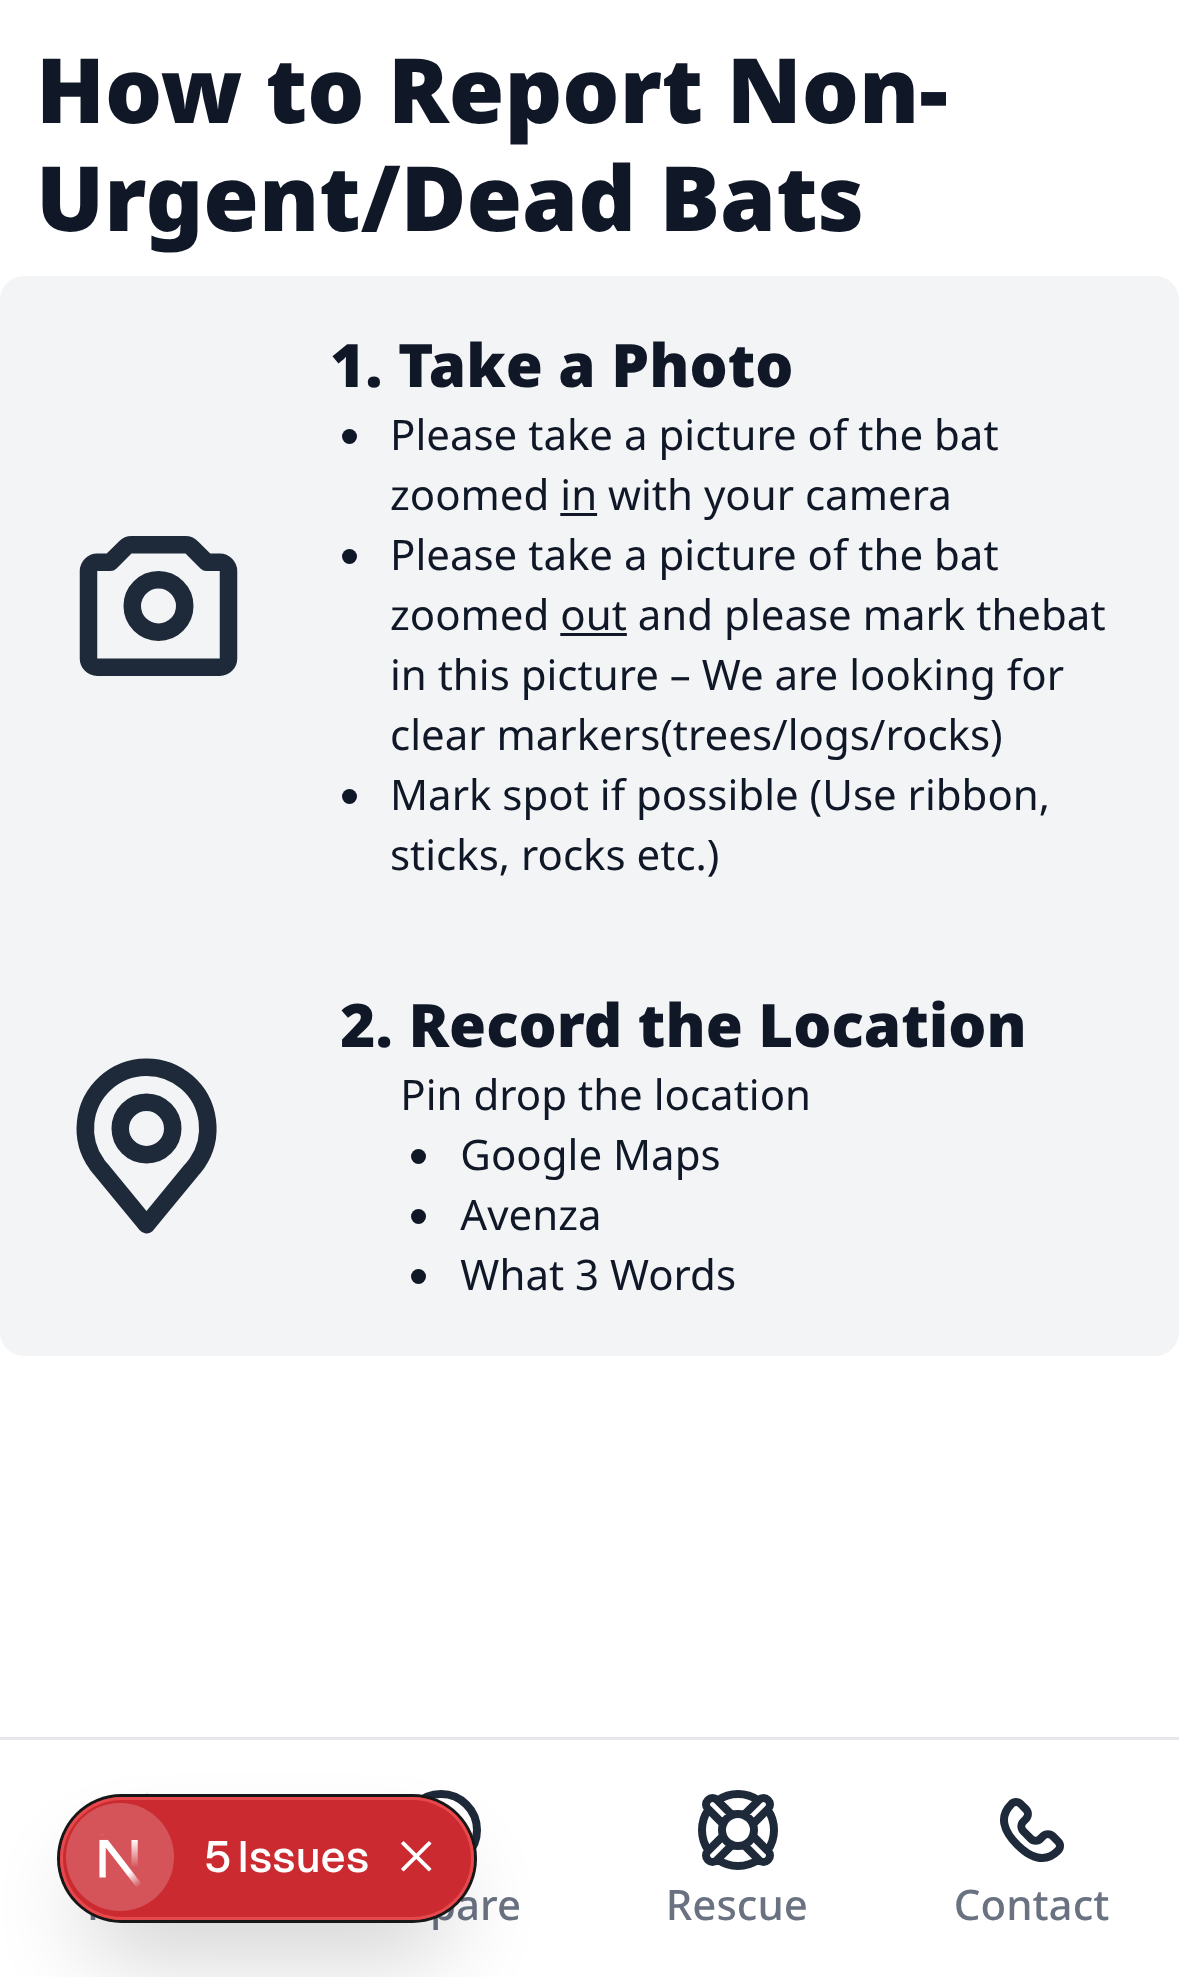 How to Report Non-
Urgent/Dead Bats
1. Take a Photo
• Please take a picture of the bat
zoomed in with your camera
• Please take a picture of the bat
zoomed out and please mark thebat
in this picture – We are looking for
clear markers(trees/logs/rocks)
• Mark spot if possible (Use ribbon,
sticks, rocks etc.)
2. Record the Location
Pin drop the location
• Google Maps
• Avenza
• What 3 Words
N 5 Issues
pare
Rescue
Contact